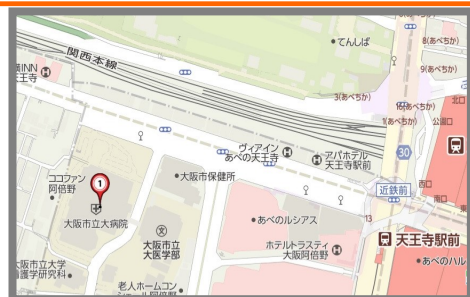 てんしば
8(あべちか)
9(あべちか)
関西本線
INN
王寺
3(あべちか)
10(あべちか)
1(あべちか)
北口
公園口
30
ヴィアイン
あべの天王寺
アパホテル
天王寺駅前
大阪市保健所
西口
近鉄前
南口
ココファン
阿倍野
1
大阪市立大病院
あべのルシアス
13
天王寺駅前
大阪市立
大医学部
ホテルトラスティ
大阪阿倍野
あべのハル
大阪市立大学
看護学研究科
老人ホームコン